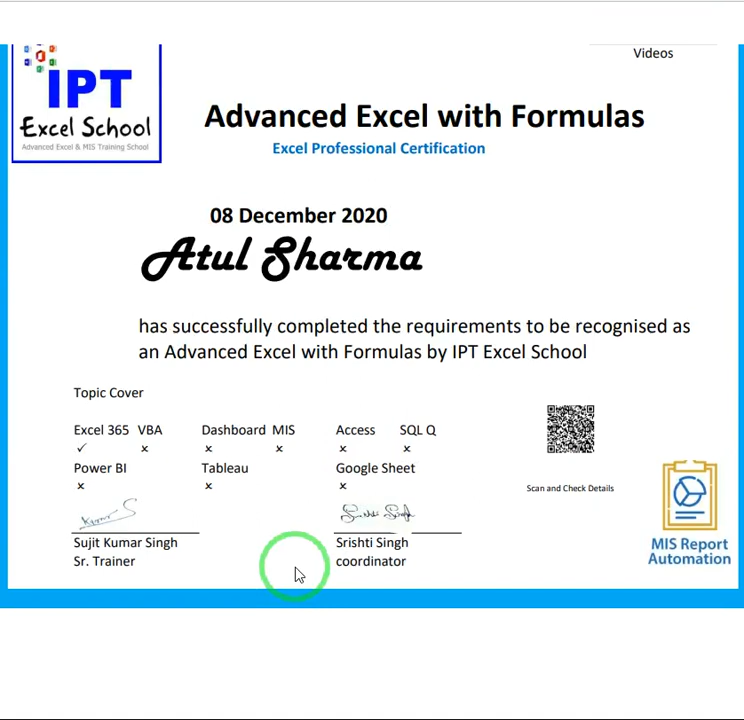 Videos
IPT
Excel School
Advanced Excel & MIS Training School
Advanced Excel with Formulas
Excel Professional Certification
08 December 2020
Atul Sharma
has successfully completed the requirements to be recognised as
an Advanced Excel with Formulas by IPT Excel School
Topic Cover
Excel 365 VBA Dashboard MIS Access SQL Q
✓ x x x x x
Power BI Tableau Google Sheet
x x x
Kumar S
Sujit Kumar Singh
Sr. Trainer
Srishti Singh
coordinator
Scan and Check Details
MIS Report
Automation